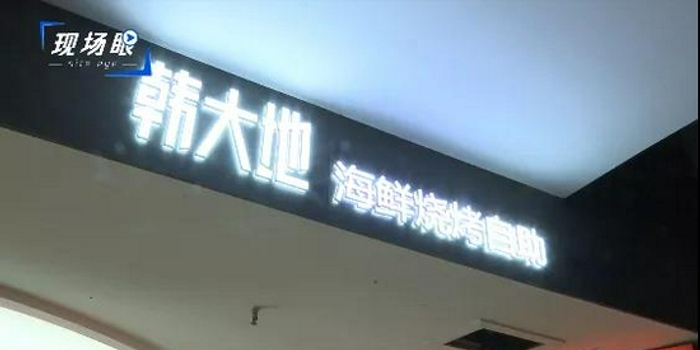 现场眼
site eye
韩大地 海鲜烧烤自助